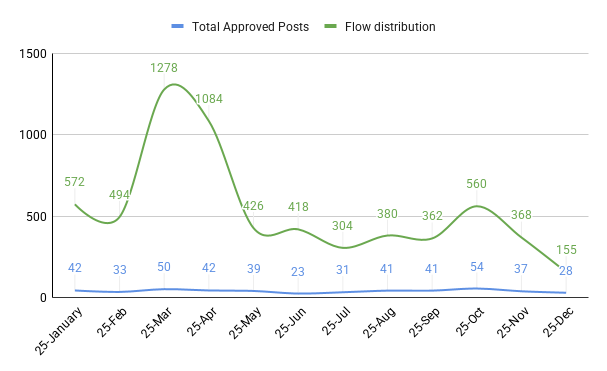 Total Approved Posts Flow distribution
1500
1000
500
0
572 494 1278 1084 426 418 304 380 362 560 368 155
42 33 50 42 39 23 31 41 41 54 37 28
25-January 25-Feb 25-Mar 25-Apr 25-May 25-Jun 25-Jul 25-Aug 25-Sep 25-Oct 25-Nov 25-Dec